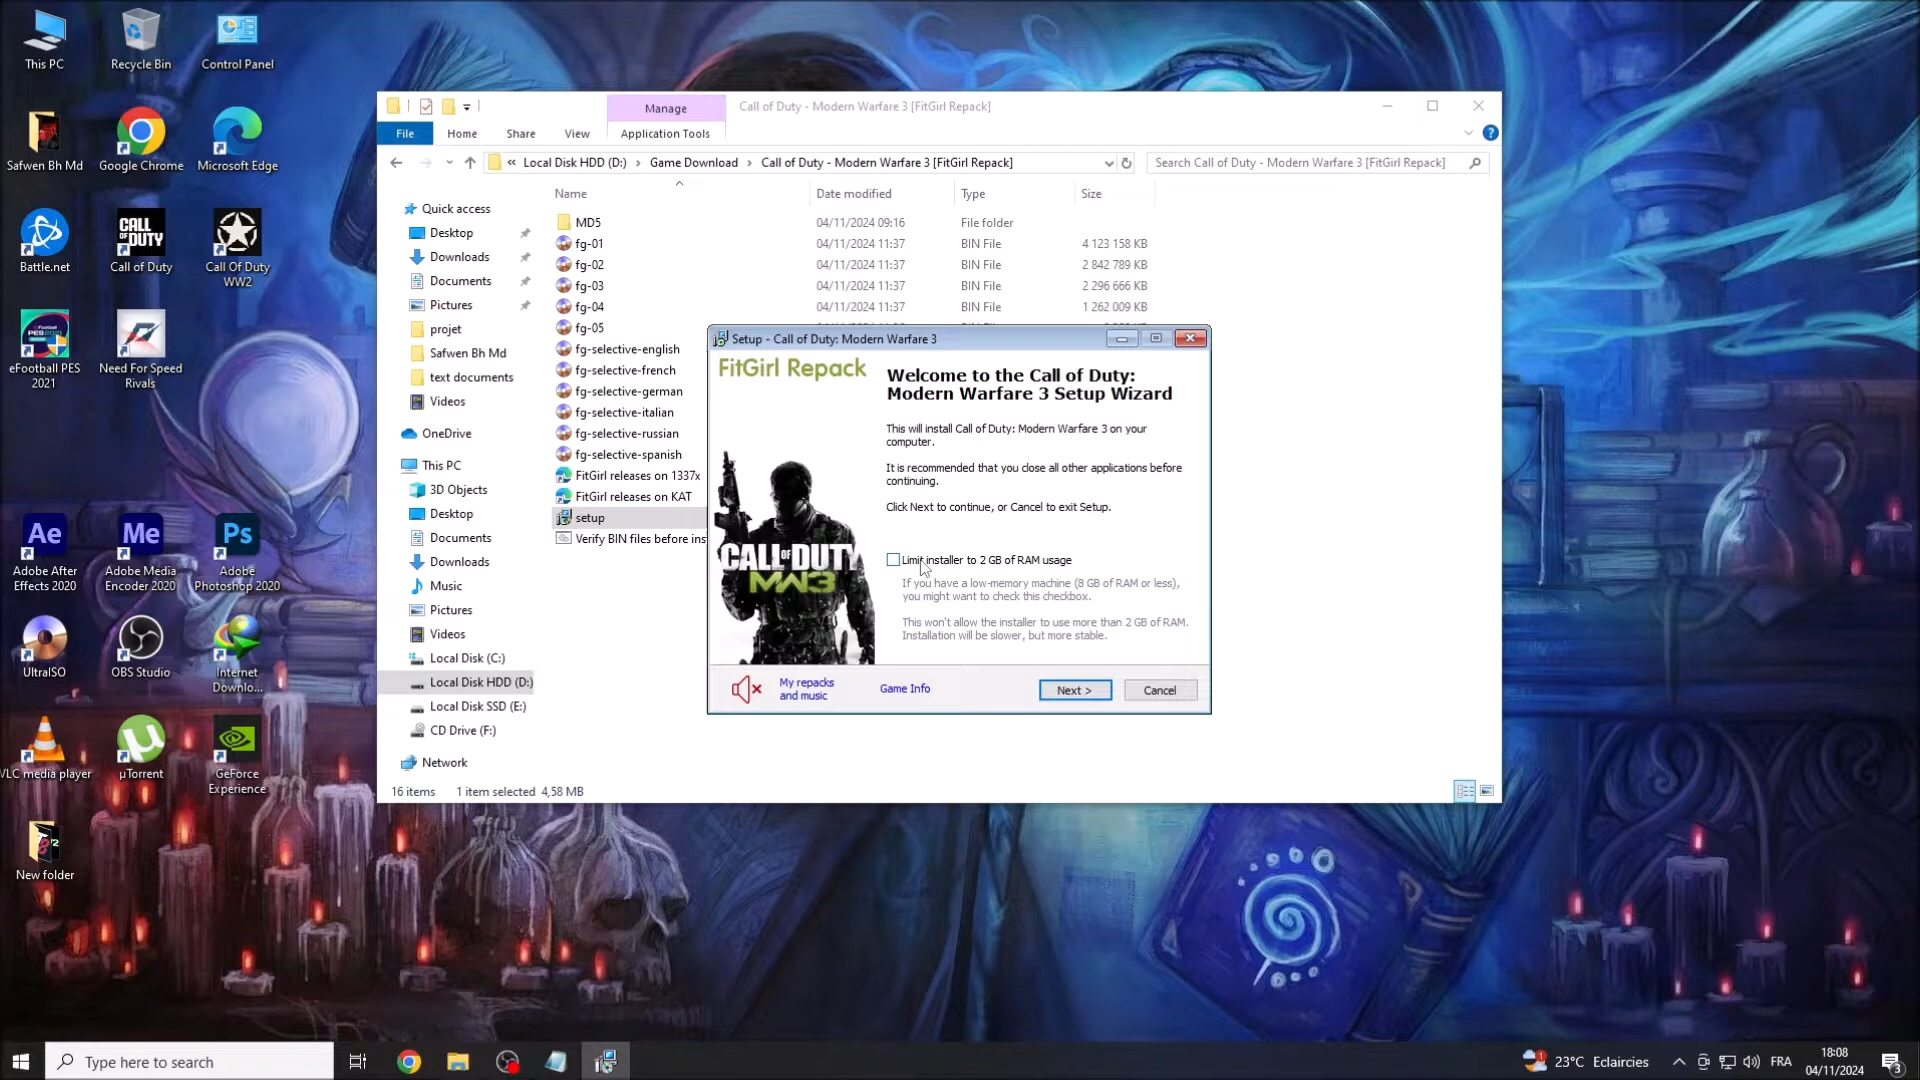 This PC
Recycle Bin
Control Panel
Safwen Bh Md
Google Chrome
Microsoft Edge
Battle.net
CALL OF DUTY
Call of Duty
Call Of Duty
WW2
eFootball PES
2021
Need For Speed
Rivals
Ae
Adobe After
Effects 2020
Me
Adobe Media
Encoder 2020
Ps
Adobe
Photoshop 2020
UltraISO
OBS Studio
Internet
Downlo...
VLC media player
µTorrent
GeForce
Experience
New folder
Manage
Call of Duty - Modern Warfare 3 [FitGirl Repack]
File
Home
Share
View
Application Tools
« Local Disk HDD (D:) › Game Download › Call of Duty - Modern Warfare 3 [FitGirl Repack]
Search Call of Duty - Modern Warfare 3 [FitGirl Repack]
Name
Date modified
Type
Size
Quick access
Desktop
Downloads
Documents
Pictures
projet
Safwen Bh Md
text documents
Videos
OneDrive
This PC
3D Objects
Desktop
Documents
Downloads
Music
Pictures
Videos
Local Disk (C:)
Local Disk HDD (D:)
Local Disk SSD (E:)
CD Drive (F:)
Network
MD5 04/11/2024 09:16 File folder
fg-01 04/11/2024 11:37 BIN File 4 123 158 KB
fg-02 04/11/2024 11:37 BIN File 2 842 789 KB
fg-03 04/11/2024 11:37 BIN File 2 296 666 KB
fg-04 04/11/2024 11:37 BIN File 1 262 009 KB
fg-05
fg-selective-english
fg-selective-french
fg-selective-german
fg-selective-italian
fg-selective-russian
fg-selective-spanish
FitGirl releases on 1337x
FitGirl releases on KAT
setup
Verify BIN files before ins
16 items 1 item selected 4,58 MB
Setup - Call of Duty: Modern Warfare 3
FitGirl Repack
CALL OF DUTY
MW3
Welcome to the Call of Duty:
Modern Warfare 3 Setup Wizard
This will install Call of Duty: Modern Warfare 3 on your
computer.
It is recommended that you close all other applications before
continuing.
Click Next to continue, or Cancel to exit Setup.
Limit installer to 2 GB of RAM usage
If you have a low-memory machine (8 GB of RAM or less),
you might want to check this checkbox.
This won't allow the installer to use more than 2 GB of RAM.
Installation will be slower, but more stable.
My repacks
and music
Game Info
Next >
Cancel
Type here to search
23°C Eclaircies
FRA
18:08
04/11/2024
3